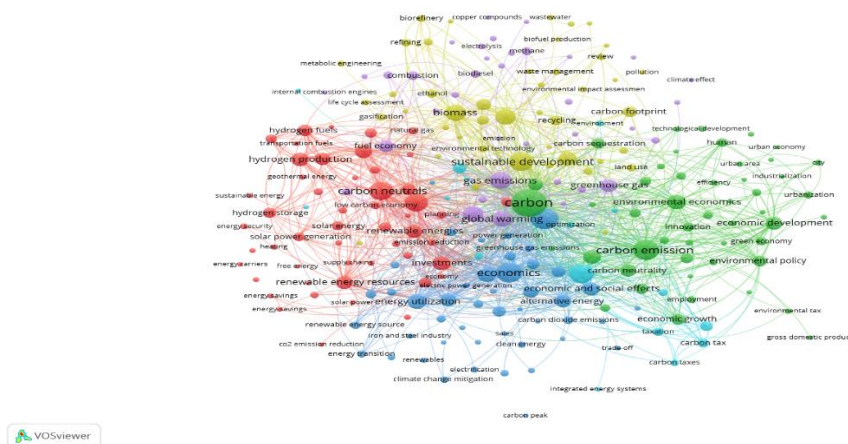 biorefinery
copper compounds
wastewater
refining
electrolysis
biofuel production
methane
review
metabolic engineering
combustion
biodiesel
waste management
pollution
climate effect
internal combustion engines
ethanol
environmental impact assessmen
life cycle assessment
gasification
biomass
carbon footprint
recycling
environment
hydrogen fuels
natural gas
emission
technological development
transportation fuels
fuel economy
environmental technology
carbon sequestration
human
urban economy
hydrogen production
sustainable development
land use
urban area
city
geothermal energy
gas emissions
greenhouse gas
efficiency
industrialization
sustainable energy
carbon neutrals
urbanization
low carbon economy
carbon
environmental economics
hydrogen storage
planning
global warming
energy security
solar energy
renewable energies
optimization
innovation
economic development
solar power generation
power generation
heating
emission reduction
greenhouse gas emissions
carbon emission
green economy
energy carriers
free energy
supply chains
investments
environmental policy
economy
economics
carbon neutrality
renewable energy resources
electric power generation
economic and social effects
energy savings
solar power
energy utilization
alternative energy
employment
energy savings
environmental tax
renewable energy source
carbon dioxide emissions
economic growth
iron and steel industry
sales
taxation
gross domestic produc
co2 emission reduction
clean energy
trade off
carbon tax
energy transition
renewables
carbon taxes
electrification
climate change mitigation
integrated energy systems
carbon peak
VOSviewer